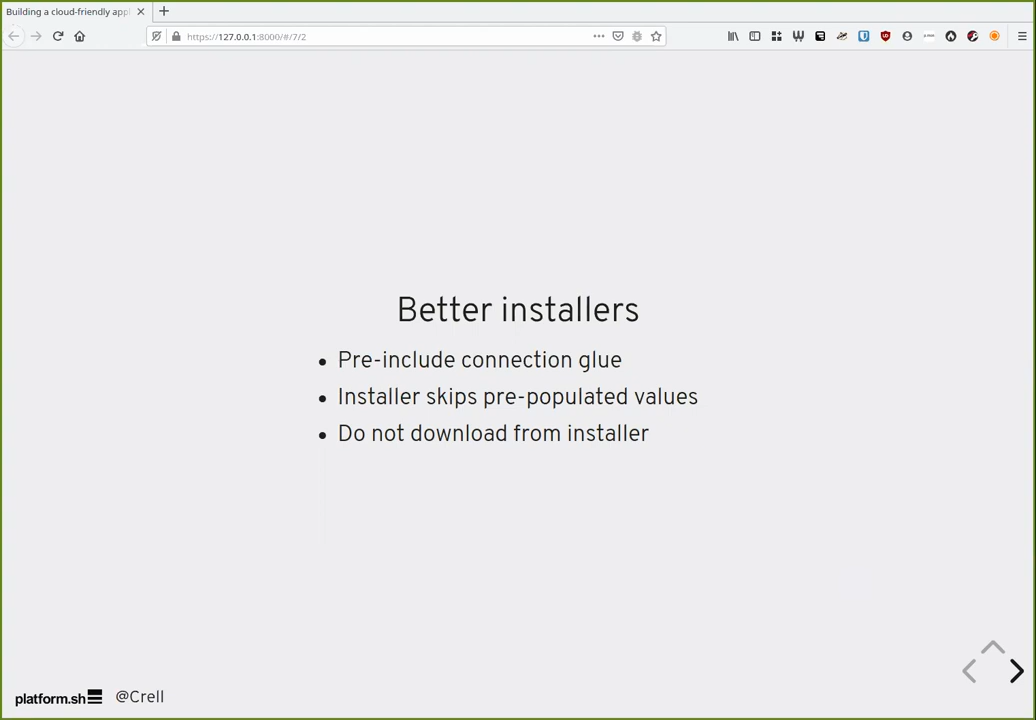 Building a cloud-friendly appl
https://127.0.0.1:8000/#/7/2
Better installers
Pre-include connection glue
Installer skips pre-populated values
Do not download from installer
platform.sh @Crell